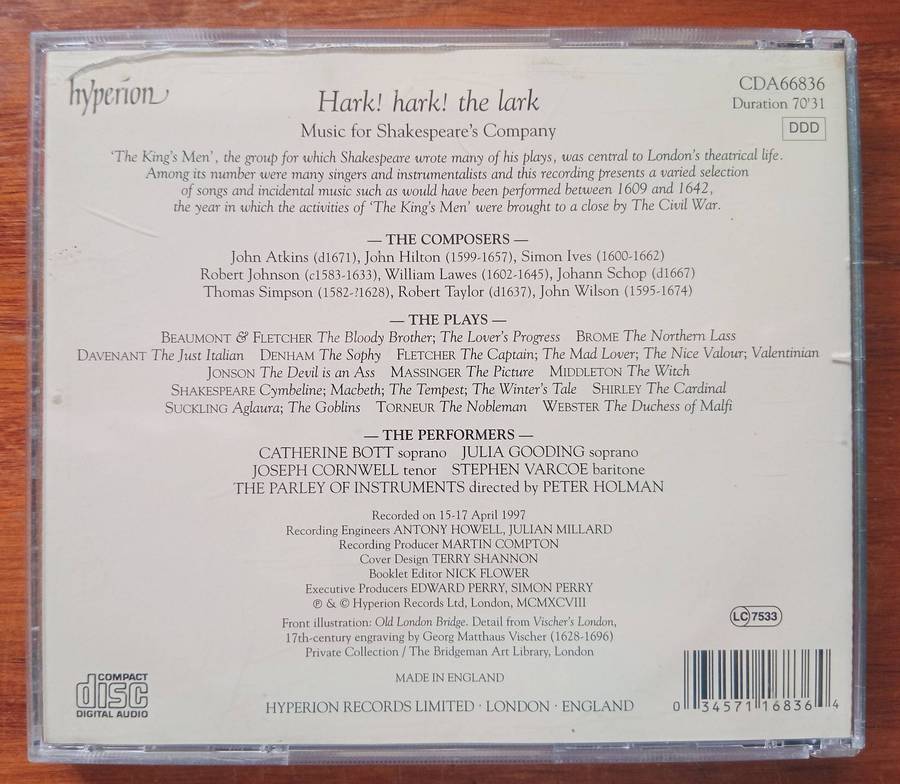 hyperion
CDA66836
Duration 70'31
DDD
Hark! hark! the lark
Music for Shakespeare's Company
'The King's Men', the group for which Shakespeare wrote many of his plays, was central to London's theatrical life.
Among its number were many singers and instrumentalists and this recording presents a varied selection
of songs and incidental music such as would have been performed between 1609 and 1642,
the year in which the activities of 'The King's Men' were brought to a close by The Civil War.
— THE COMPOSERS —
John Atkins (d1671), John Hilton (1599-1657), Simon Ives (1600-1662)
Robert Johnson (c1583-1633), William Lawes (1602-1645), Johann Schop (d1667)
Thomas Simpson (1582-?1628), Robert Taylor (d1637), John Wilson (1595-1674)
— THE PLAYS —
BEAUMONT & FLETCHER The Bloody Brother; The Lover's Progress BROME The Northern Lass
DAVENANT The Just Italian DENHAM The Sophy FLETCHER The Captain; The Mad Lover; The Nice Valour; Valentinian
JONSON The Devil is an Ass MASSINGER The Picture MIDDLETON The Witch
SHAKESPEARE Cymbeline; Macbeth; The Tempest; The Winter's Tale SHIRLEY The Cardinal
SUCKLING Aglaura; The Goblins TORNEUR The Nobleman WEBSTER The Duchess of Malfi
— THE PERFORMERS —
CATHERINE BOTT soprano JULIA GOODING soprano
JOSEPH CORNWELL tenor STEPHEN VARCOE baritone
THE PARLEY OF INSTRUMENTS directed by PETER HOLMAN
Recorded on 15-17 April 1997
Recording Engineers ANTONY HOWELL, JULIAN MILLARD
Recording Producer MARTIN COMPTON
Cover Design TERRY SHANNON
Booklet Editor NICK FLOWER
Executive Producers EDWARD PERRY, SIMON PERRY
℗ & © Hyperion Records Ltd, London, MCMXCVIII
Front illustration: Old London Bridge. Detail from Vischer's London,
17th-century engraving by Georg Matthaus Vischer (1628-1696)
Private Collection / The Bridgeman Art Library, London
LC 7533
MADE IN ENGLAND
HYPERION RECORDS LIMITED · LONDON · ENGLAND
COMPACT
disc
DIGITAL AUDIO
0 34571 16836 4